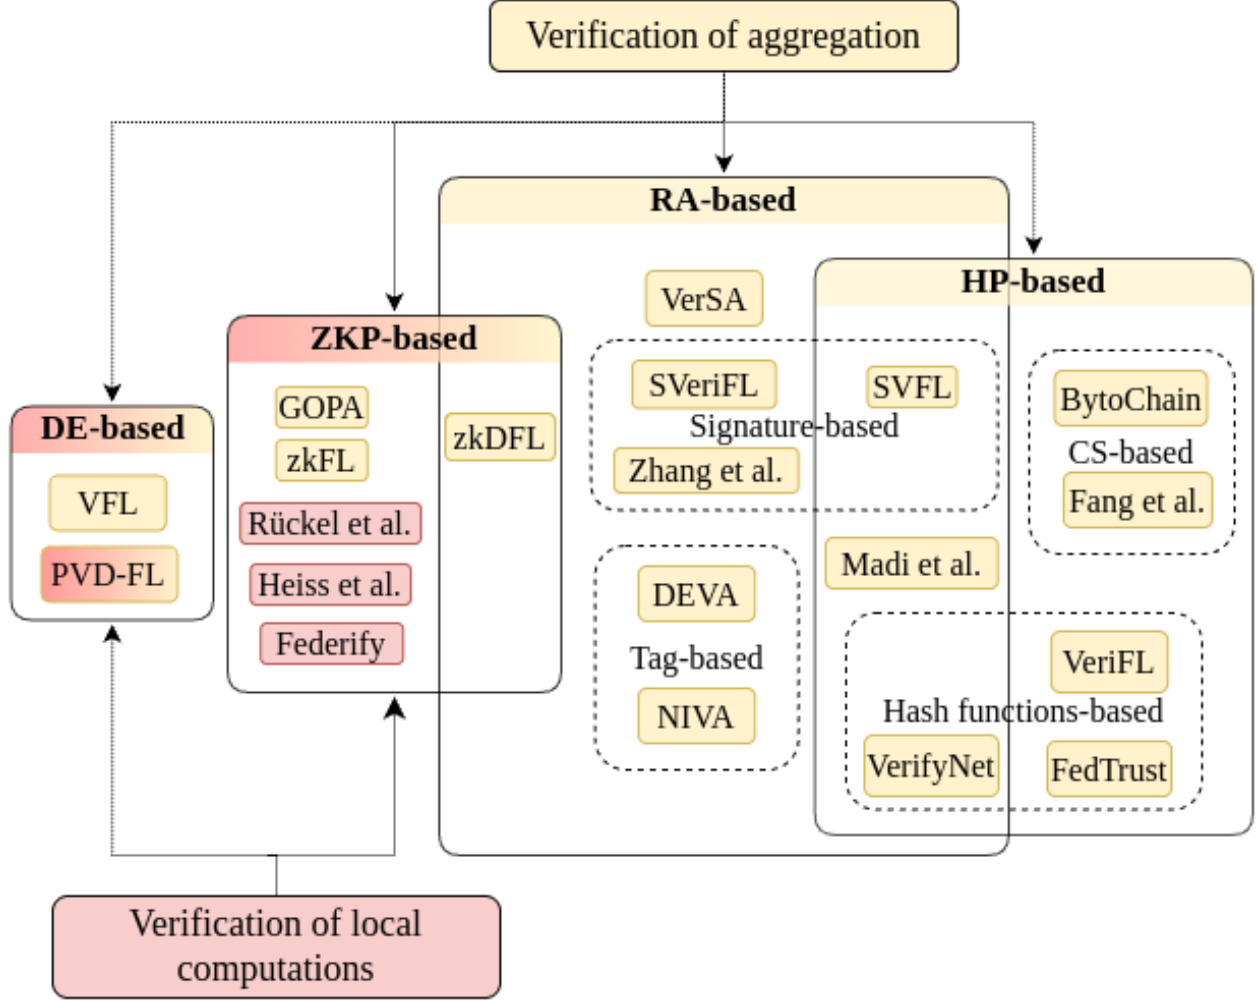 Verification of aggregation
RA-based
HP-based
VerSA
ZKP-based
SVeriFL
SVFL
BytoChain
GOPA
DE-based
Signature-based
zkDFL
CS-based
zkFL
Zhang et al.
VFL
Fang et al.
Rückel et al.
PVD-FL
Madi et al.
Heiss et al.
DEVA
Federify
Tag-based
VeriFL
NIVA
Hash functions-based
VerifyNet
FedTrust
Verification of local
computations